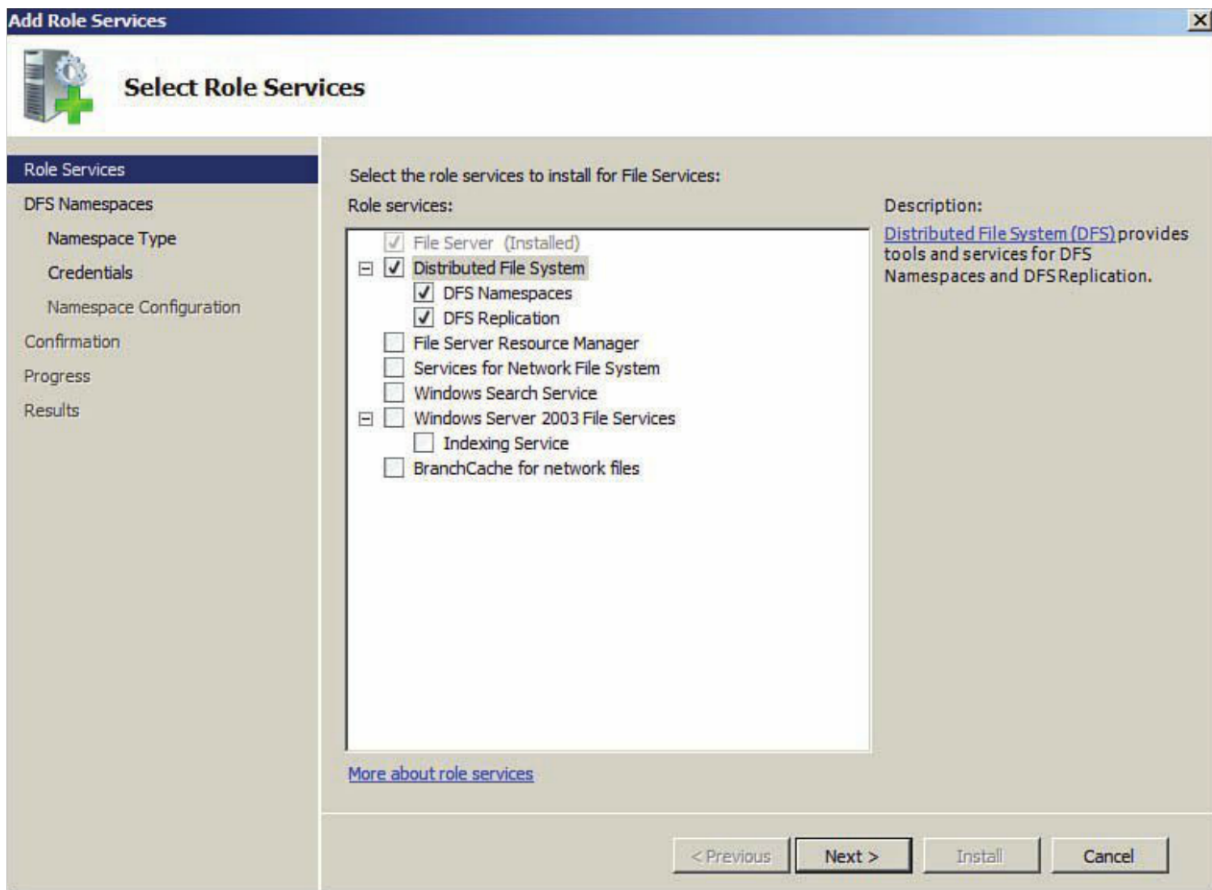 Add Role Services
Select Role Services
Role Services
DFS Namespaces
Namespace Type
Credentials
Namespace Configuration
Confirmation
Progress
Results
Select the role services to install for File Services:
Role services:
File Server (Installed)
Distributed File System
DFS Namespaces
DFS Replication
File Server Resource Manager
Services for Network File System
Windows Search Service
Windows Server 2003 File Services
Indexing Service
BranchCache for network files
More about role services
Description:
Distributed File System (DFS) provides
tools and services for DFS
Namespaces and DFS Replication.
< Previous
Next >
Install
Cancel